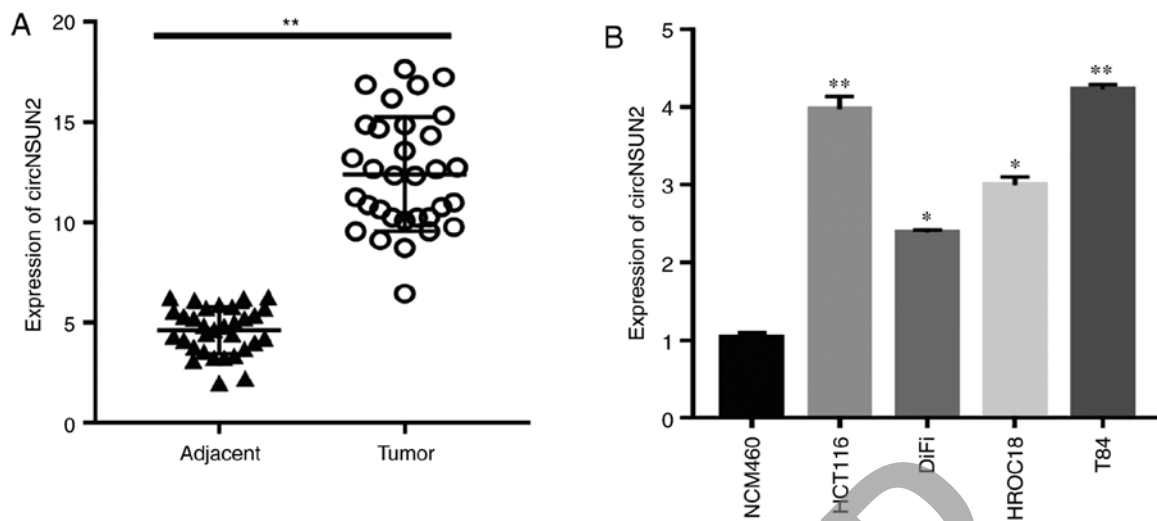 A
**
Expression of circNSUN2
20
15
10
5
0
Adjacent
Tumor
B
Expression of circNSUN2
5
4
3
2
1
0
**
*
*
**
NCM460
HCT116
DiFi
HROC18
T84